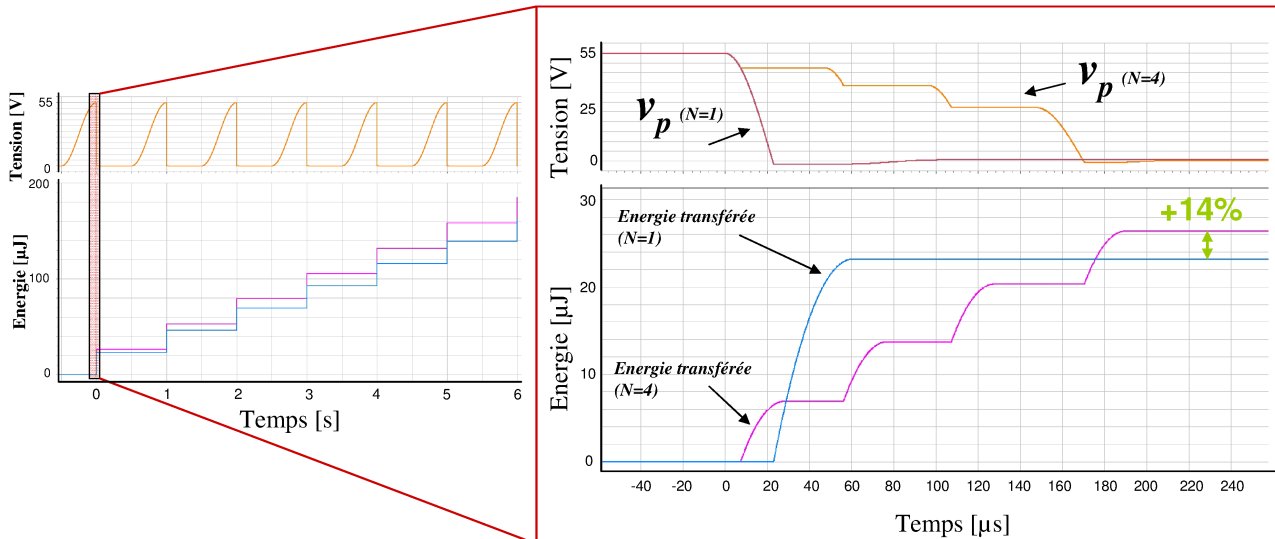 Tension [V]
55
0
Energie [µJ]
200
100
0
0 1 2 3 4 5 6
Temps [s]
Tension [V]
55
25
0
vp (N=1)
vp (N=4)
Energie [µJ]
30
20
10
0
Energie transférée
(N=1)
+14%
Energie transférée
(N=4)
-40 -20 0 20 40 60 80 100 120 140 160 180 200 220 240
Temps [µs]